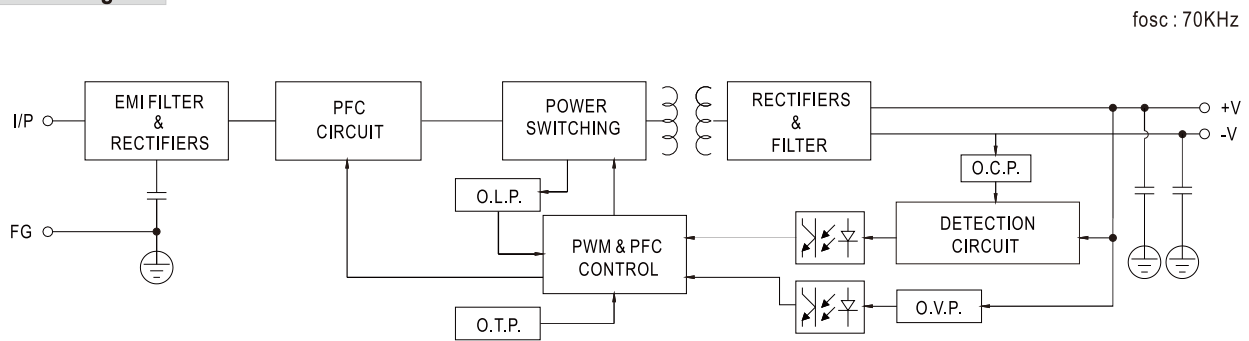 fosc : 70KHz
I/P
EMI FILTER
&
RECTIFIERS
PFC
CIRCUIT
POWER
SWITCHING
RECTIFIERS
&
FILTER
+V
-V
O.C.P.
O.L.P.
DETECTION
CIRCUIT
FG
PWM & PFC
CONTROL
O.V.P.
O.T.P.